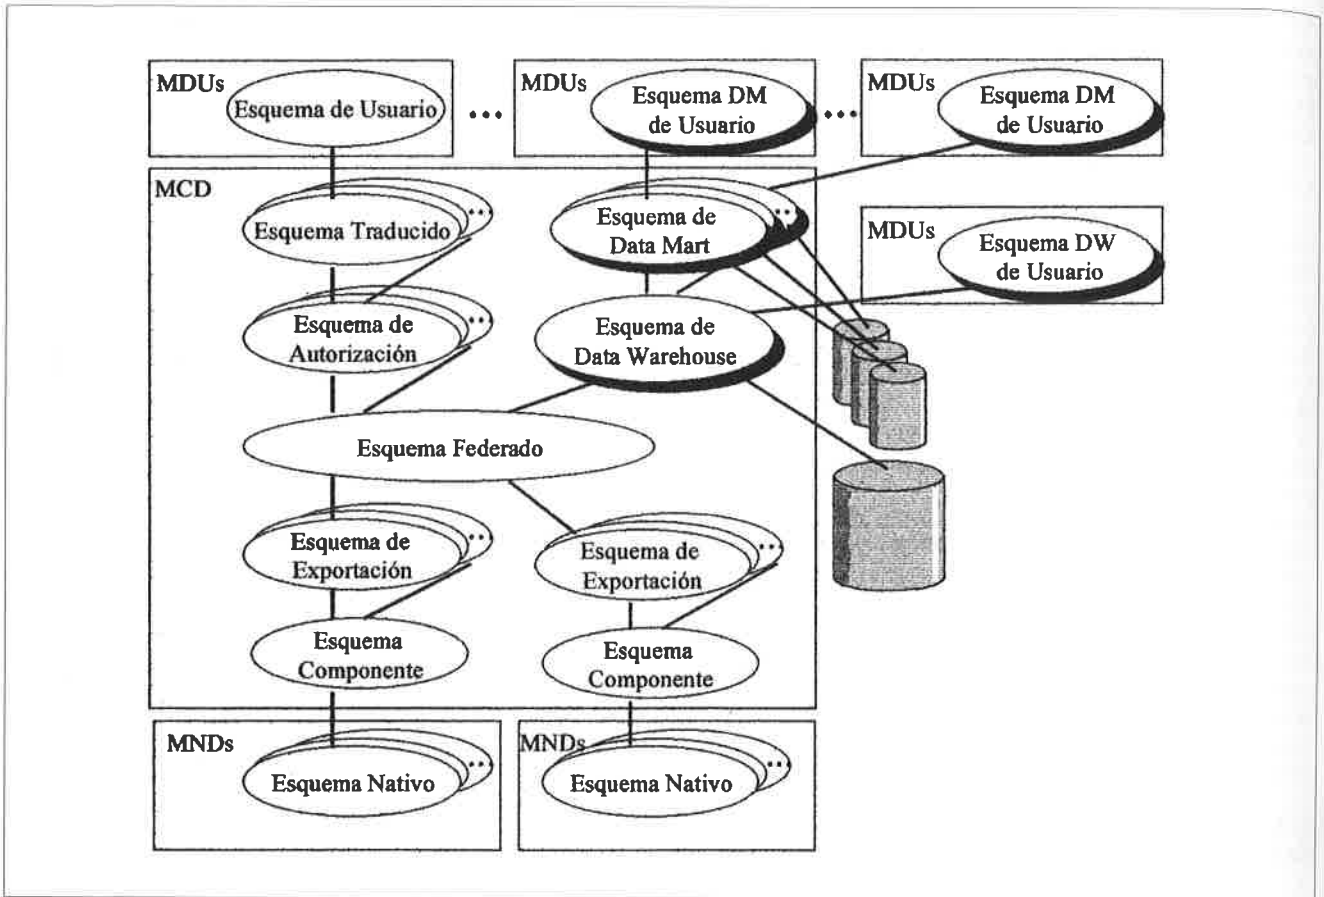 MDUs
Esquema de Usuario
...
MDUs
Esquema DM
de Usuario
...
MDUs
Esquema DM
de Usuario
MCD
...
Esquema Traducido
...
Esquema de
Data Mart
MDUs
Esquema DW
de Usuario
...
Esquema de
Autorización
Esquema de
Data Warehouse
Esquema Federado
...
Esquema de
Exportación
...
Esquema de
Exportación
Esquema
Componente
Esquema
Componente
MNDs
...
Esquema Nativo
MNDs
...
Esquema Nativo